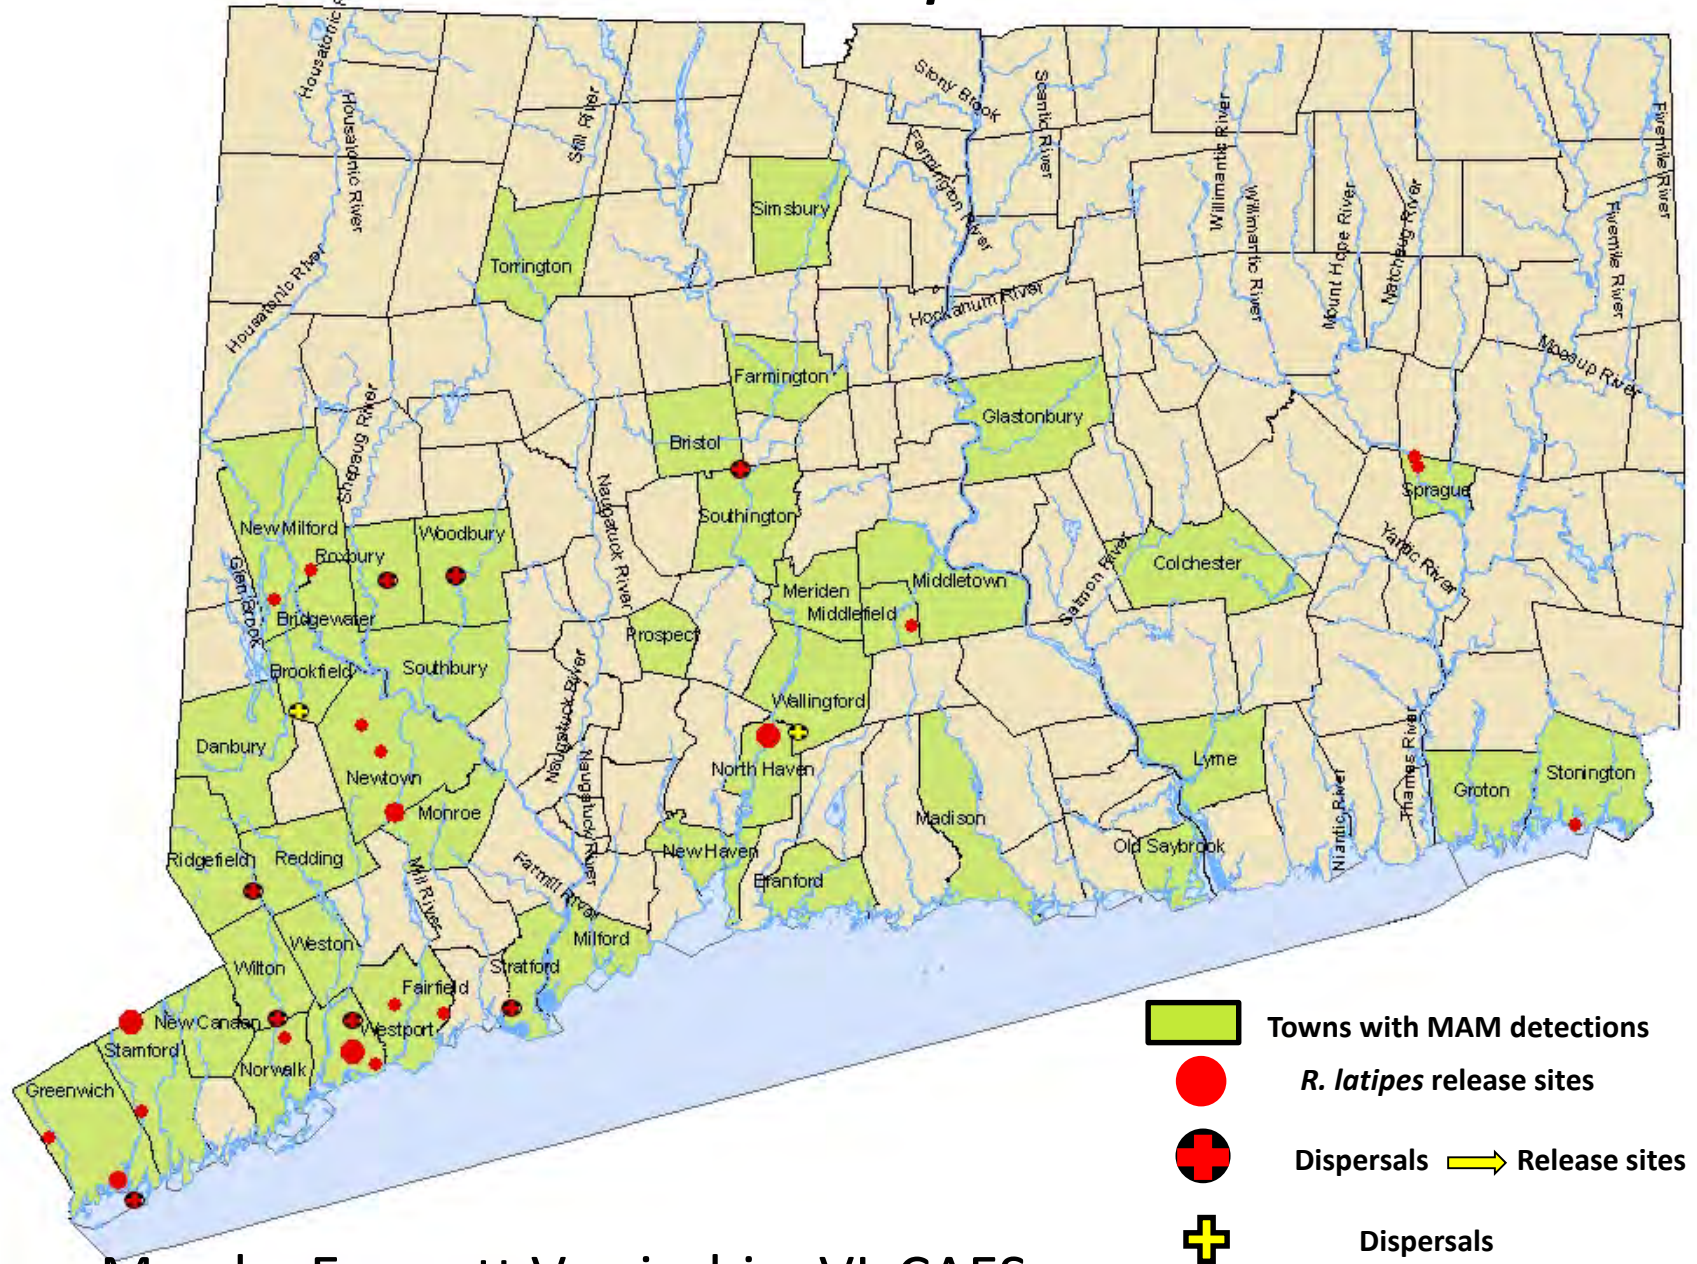 Housatonic
Housatonic River
Still River
Stony Brook
Scantic River
Farmington River
Willimantic River
Willimantic River
Mount Hope River
Natchaug River
Fivemile River
Fivemile River
Simsbury
Torrington
Housatonic River
Hockanum River
Moosup River
Farmington
Shepaug River
Bristol
Glastonbury
Naugatuck River
Southington
Sprague
New Milford
Roxbury
Woodbury
Yantic River
Salmon River
Colchester
Glen Brook
Meriden
Middletown
Middlefield
Bridgewater
Prospect
Brookfield
Southbury
Naugatuck River
Wallingford
Danbury
Newtown
North Haven
Naugatuck River
Lyme
Thames River
Niantic River
Groton
Stonington
Monroe
Madison
Ridgefield
Redding
Mill River
Farmill River
New Haven
Branford
Old Saybrook
Weston
Milford
Wilton
Stratford
Fairfield
New Canaan
Westport
Stamford
Norwalk
Greenwich
Towns with MAM detections
R. latipes release sites
Dispersals Release sites
Dispersals